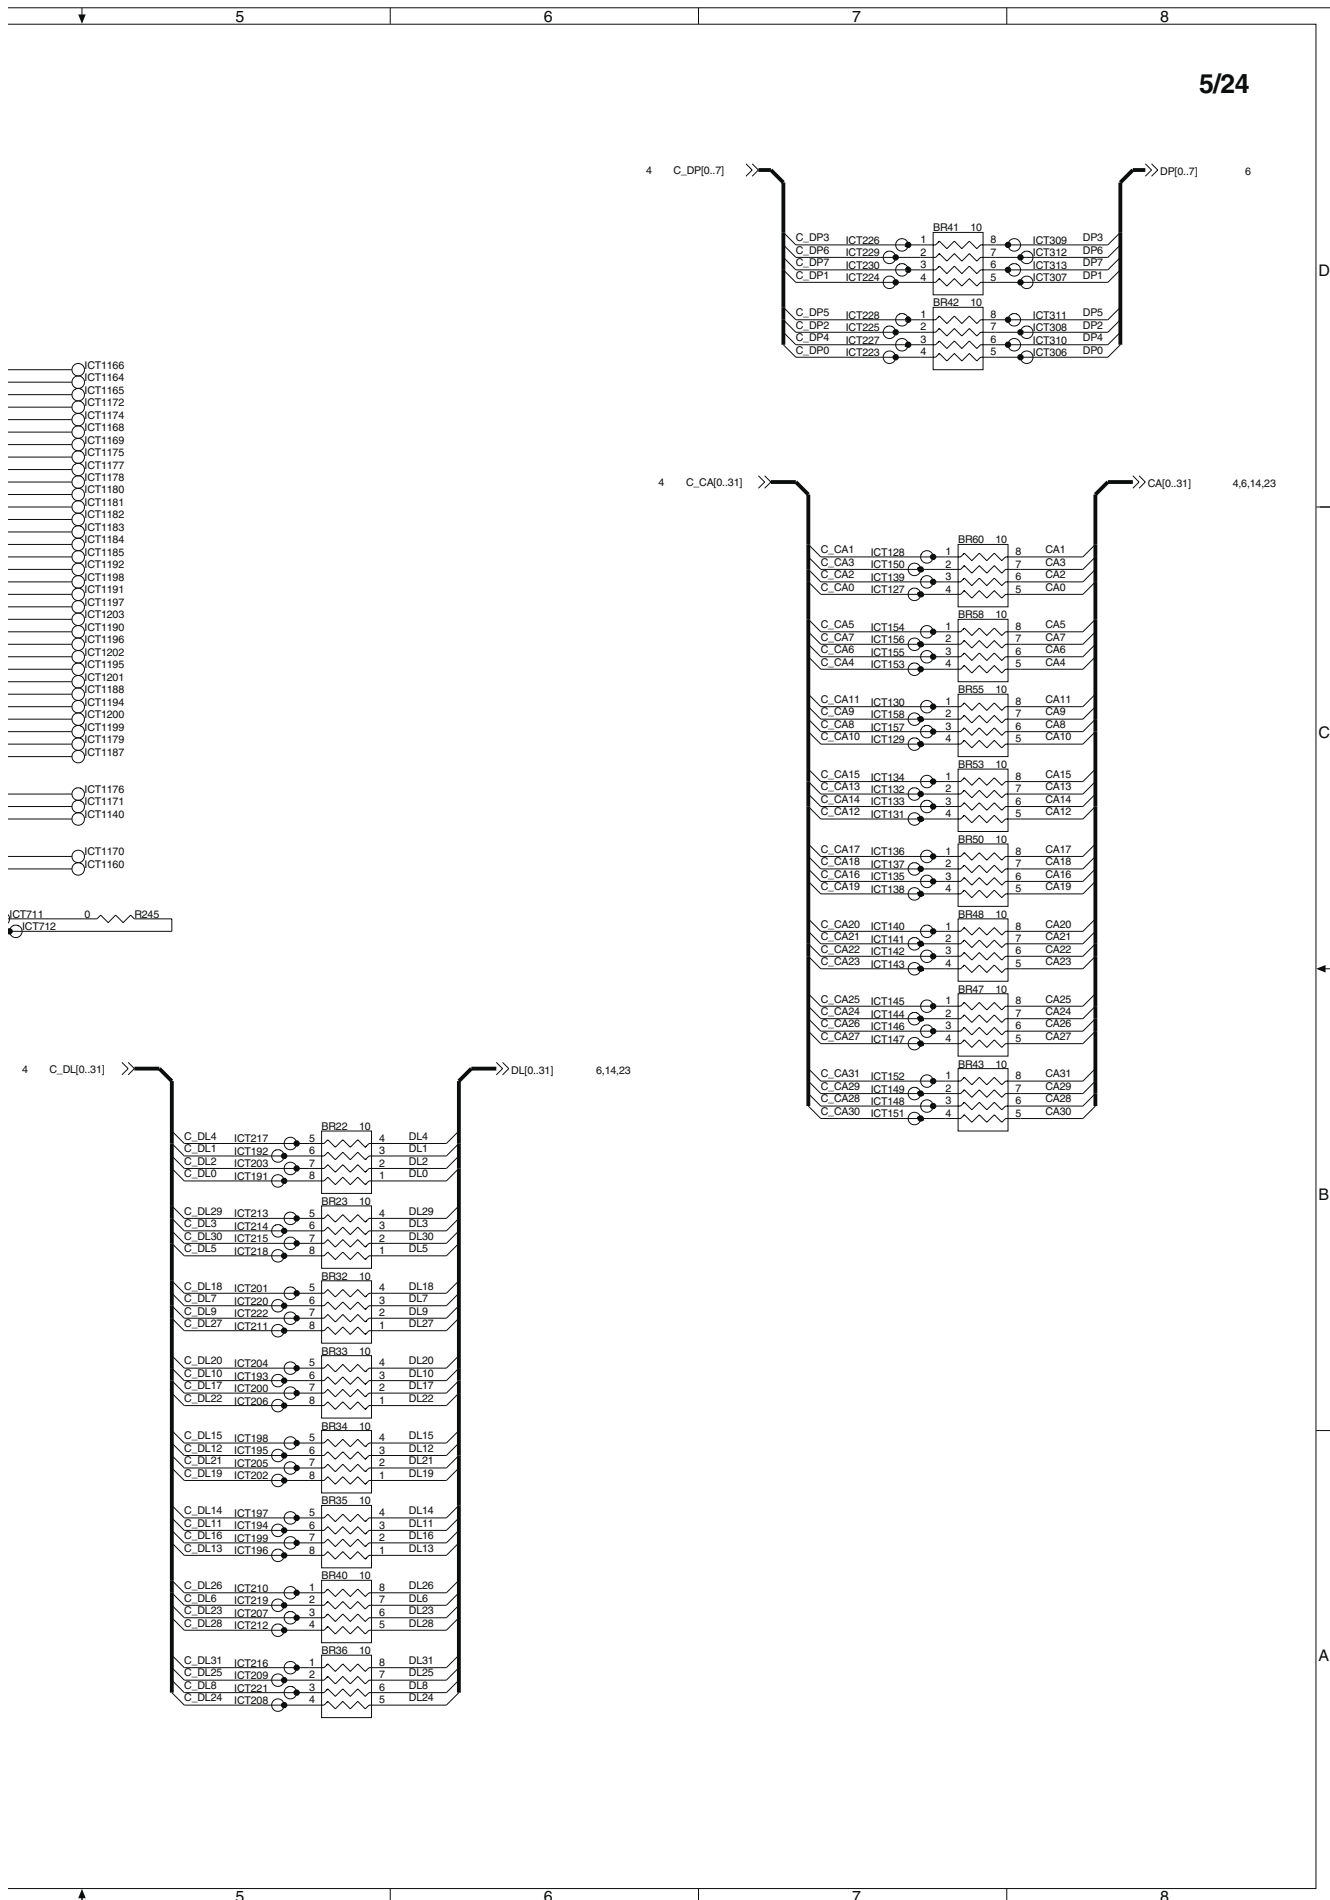 5 6 7 8
5/24
4 C_DP[0..7] DP[0..7] 6
BR41 10
C_DP3 ICT226 1 8 ICT309 DP3
C_DP6 ICT229 2 7 ICT312 DP6
C_DP7 ICT230 3 6 ICT313 DP7
C_DP1 ICT224 4 5 ICT307 DP1
D
BR42 10
C_DP5 ICT228 1 8 ICT311 DP5
C_DP2 ICT225 2 7 ICT308 DP2
C_DP4 ICT227 3 6 ICT310 DP4
C_DP0 ICT223 4 5 ICT306 DP0
ICT1166
ICT1164
ICT1165
ICT1172
ICT1174
ICT1168
ICT1169
ICT1175
ICT1177
ICT1178
ICT1180
ICT1181
ICT1182
ICT1183
ICT1184
ICT1185
ICT1192
ICT1198
ICT1191
ICT1197
ICT1203
ICT1190
ICT1196
ICT1202
ICT1195
ICT1201
ICT1188
ICT1194
ICT1200
ICT1199
ICT1179
ICT1187
ICT1176
ICT1171
ICT1140
ICT1170
ICT1160
ICT711 0 R245
ICT712
4 C_CA[0..31] CA[0..31] 4,6,14,23
BR60 10
C_CA1 ICT128 1 8 CA1
C_CA3 ICT150 2 7 CA3
C_CA2 ICT139 3 6 CA2
C_CA0 ICT127 4 5 CA0
BR58 10
C_CA5 ICT154 1 8 CA5
C_CA7 ICT156 2 7 CA7
C_CA6 ICT155 3 6 CA6
C_CA4 ICT153 4 5 CA4
BR55 10
C_CA11 ICT130 1 8 CA11
C_CA9 ICT158 2 7 CA9
C_CA8 ICT157 3 6 CA8
C_CA10 ICT129 4 5 CA10
C
BR53 10
C_CA15 ICT134 1 8 CA15
C_CA13 ICT132 2 7 CA13
C_CA14 ICT133 3 6 CA14
C_CA12 ICT131 4 5 CA12
BR50 10
C_CA17 ICT136 1 8 CA17
C_CA18 ICT137 2 7 CA18
C_CA16 ICT135 3 6 CA16
C_CA19 ICT138 4 5 CA19
BR48 10
C_CA20 ICT140 1 8 CA20
C_CA21 ICT141 2 7 CA21
C_CA22 ICT142 3 6 CA22
C_CA23 ICT143 4 5 CA23
BR47 10
C_CA25 ICT145 1 8 CA25
C_CA24 ICT144 2 7 CA24
C_CA26 ICT146 3 6 CA26
C_CA27 ICT147 4 5 CA27
BR43 10
C_CA31 ICT152 1 8 CA31
C_CA29 ICT149 2 7 CA29
C_CA28 ICT148 3 6 CA28
C_CA30 ICT151 4 5 CA30
4 C_DL[0..31] DL[0..31] 6,14,23
BR22 10
C_DL4 ICT217 5 4 DL4
C_DL1 ICT192 6 3 DL1
C_DL2 ICT203 7 2 DL2
C_DL0 ICT191 8 1 DL0
B
BR23 10
C_DL29 ICT213 5 4 DL29
C_DL3 ICT214 6 3 DL3
C_DL30 ICT215 7 2 DL30
C_DL5 ICT218 8 1 DL5
BR32 10
C_DL18 ICT201 5 4 DL18
C_DL7 ICT220 6 3 DL7
C_DL9 ICT222 7 2 DL9
C_DL27 ICT211 8 1 DL27
BR33 10
C_DL20 ICT204 5 4 DL20
C_DL10 ICT193 6 3 DL10
C_DL17 ICT200 7 2 DL17
C_DL22 ICT206 8 1 DL22
BR34 10
C_DL15 ICT198 5 4 DL15
C_DL12 ICT195 6 3 DL12
C_DL21 ICT205 7 2 DL21
C_DL19 ICT202 8 1 DL19
BR35 10
C_DL14 ICT197 5 4 DL14
C_DL11 ICT194 6 3 DL11
C_DL16 ICT199 7 2 DL16
C_DL13 ICT196 8 1 DL13
BR40 10
C_DL26 ICT210 1 8 DL26
C_DL6 ICT219 2 7 DL6
C_DL23 ICT207 3 6 DL23
C_DL28 ICT212 4 5 DL28
BR36 10
C_DL31 ICT216 1 8 DL31
C_DL25 ICT209 2 7 DL25
C_DL8 ICT221 3 6 DL8
C_DL24 ICT208 4 5 DL24
A
5 6 7 8